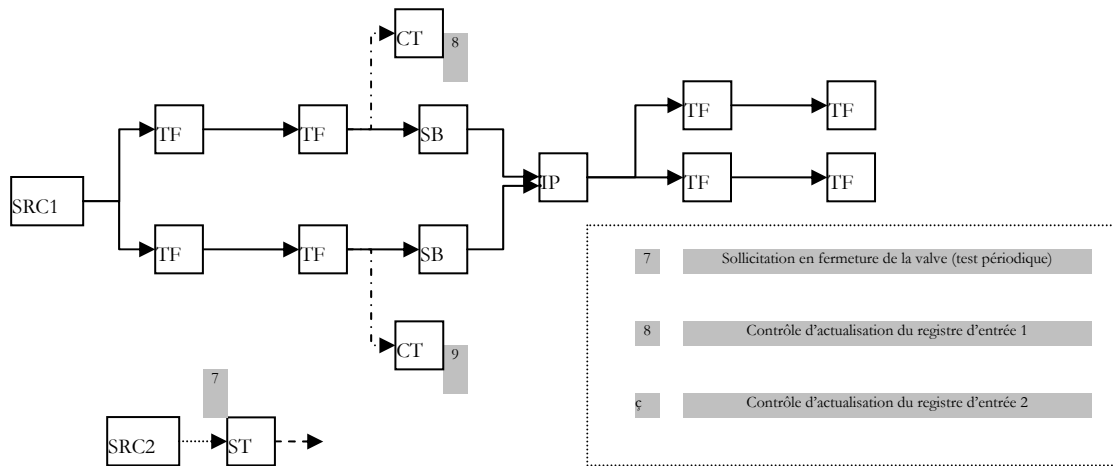 CT
8
TF
TF
TF
TF
SB
IP
TF
TF
SRC1
TF
TF
SB
7 Sollicitation en fermeture de la valve (test périodique)
8 Contrôle d'actualisation du registre d'entrée 1
ç Contrôle d'actualisation du registre d'entrée 2
CT
9
7
SRC2
ST